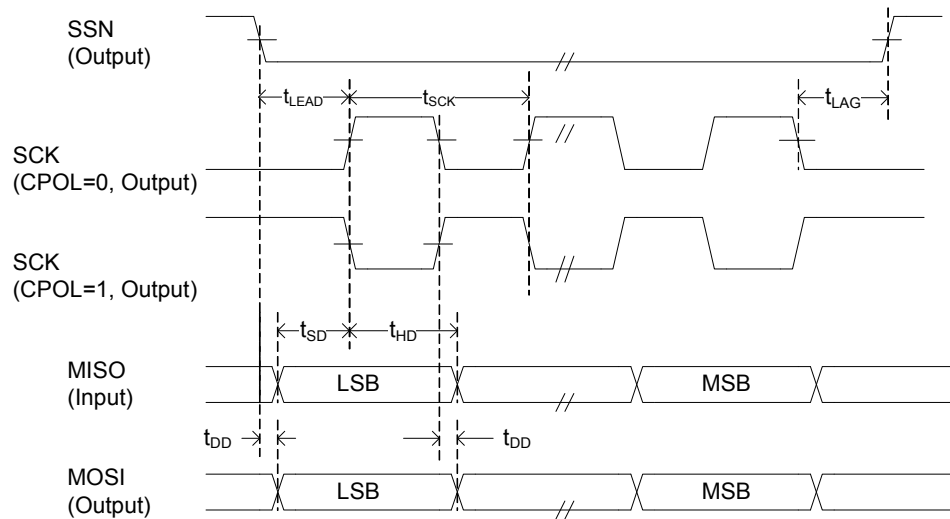 SSN
(Output)
tLEAD
tSCK
tLAG
SCK
(CPOL=0, Output)
SCK
(CPOL=1, Output)
tSD
tHD
MISO
(Input)
LSB
MSB
tDD
tDD
MOSI
(Output)
LSB
MSB